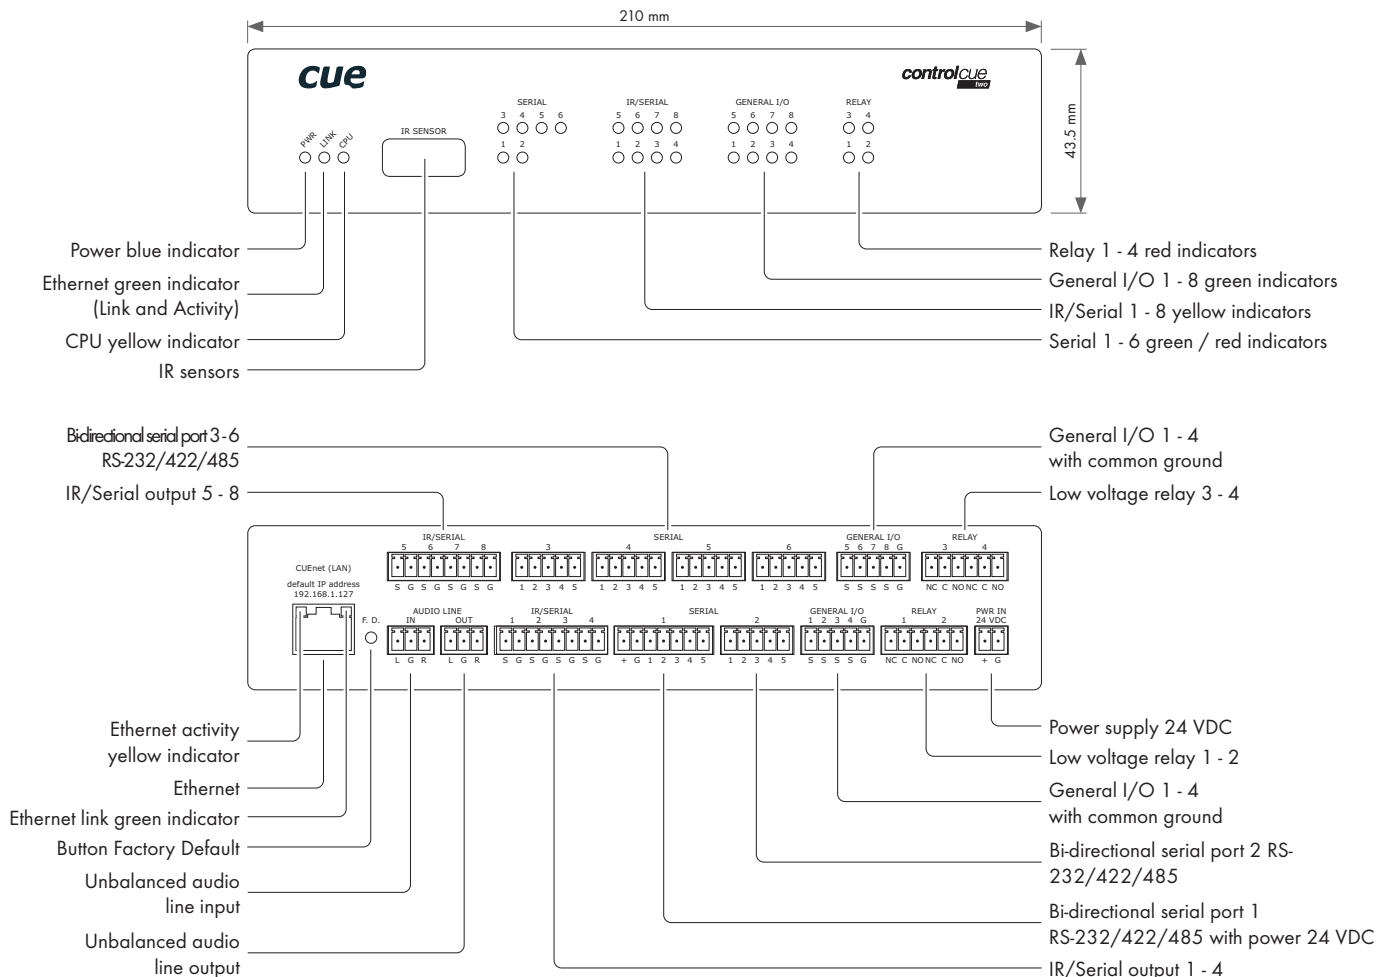 210 mm
cue
controlcue
two
43.5 mm
SERIAL
IR/SERIAL
GENERAL I/O
RELAY
3 4 5 6
5 6 7 8
5 6 7 8
3 4
PWR
LINK
CPU
IR SENSOR
1 2
1 2 3 4
1 2 3 4
1 2
Power blue indicator
Ethernet green indicator
(Link and Activity)
CPU yellow indicator
IR sensors
Relay 1 - 4 red indicators
General I/O 1 - 8 green indicators
IR/Serial 1 - 8 yellow indicators
Serial 1 - 6 green / red indicators
Bi-directional serial port 3 - 6
RS-232/422/485
IR/Serial output 5 - 8
General I/O 1 - 4
with common ground
Low voltage relay 3 - 4
IR/SERIAL
SERIAL
GENERAL I/O
RELAY
5 6 7 8
3
4
5
6
5 6 7 8 G
3 4
S G S G S G S G
1 2 3 4 5
1 2 3 4 5
1 2 3 4 5
1 2 3 4 5
S S S S G
NC C NO NC C NO
CUEnet (LAN)
default IP address
192.168.1.127
F. D.
AUDIO LINE
IR/SERIAL
SERIAL
GENERAL I/O
RELAY
PWR IN
24 VDC
IN
OUT
1 2 3 4
1
2
1 2 3 4 G
1 2
L G R
L G R
S G S G S G S G
+ G 1 2 3 4 5
1 2 3 4 5
S S S S G
NC C NO NC C NO
+ G
Ethernet activity
yellow indicator
Ethernet
Ethernet link green indicator
Button Factory Default
Unbalanced audio
line input
Unbalanced audio
line output
Power supply 24 VDC
Low voltage relay 1 - 2
General I/O 1 - 4
with common ground
Bi-directional serial port 2 RS-
232/422/485
Bi-directional serial port 1
RS-232/422/485 with power 24 VDC
IR/Serial output 1 - 4